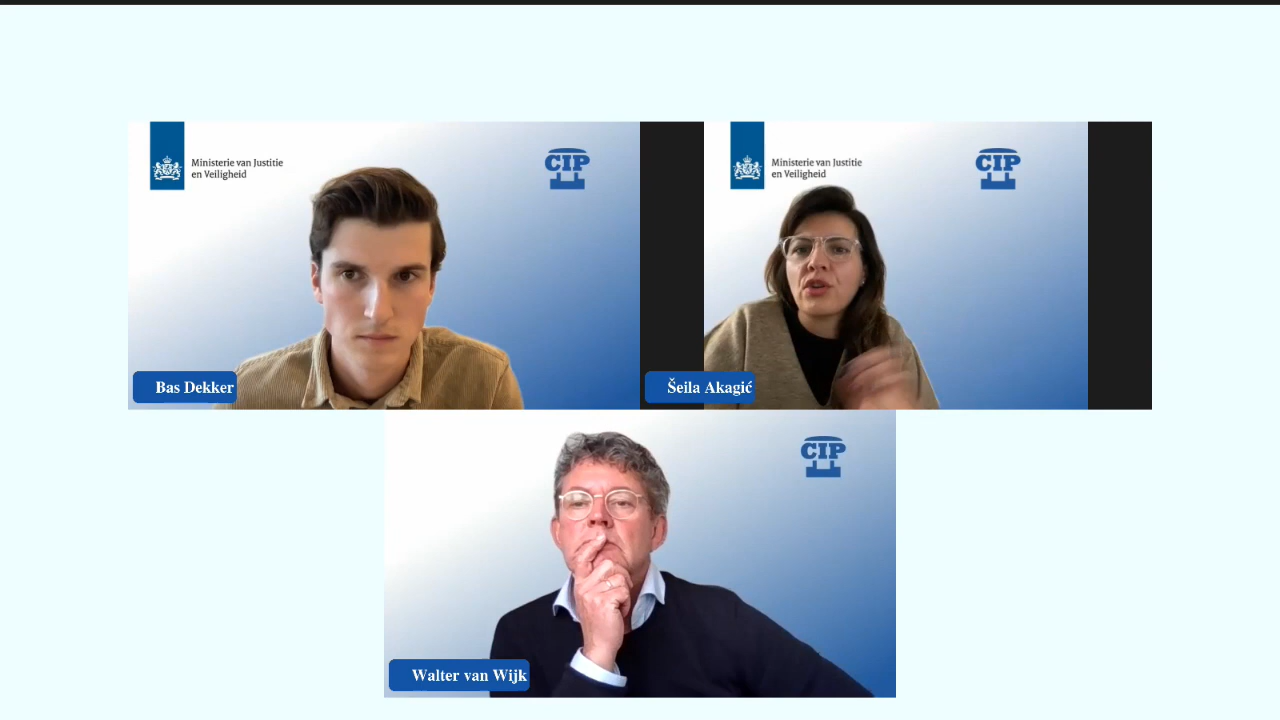 Ministerie van Justitie
en Veiligheid
CIP
Ministerie van Justitie
en Veiligheid
CIP
Bas Dekker
Šeila Akagić
CIP
Walter van Wijk